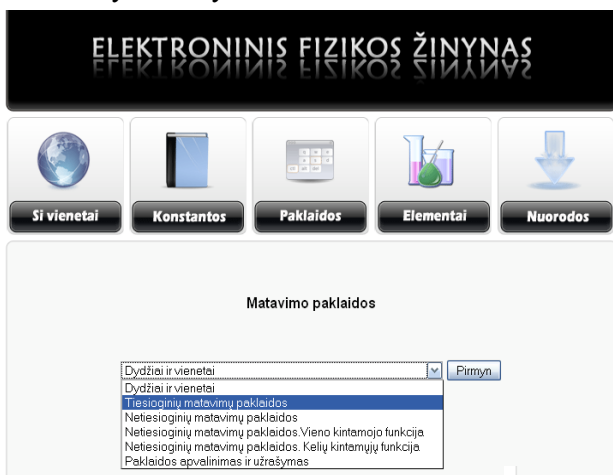 ELEKTRONINIS FIZIKOS ŽINYNAS
Si vienetai Konstantos Paklaidos Elementai Nuorodos
Matavimo paklaidos
Dydžiai ir vienetai Pirmyn
Dydžiai ir vienetai
Tiesioginių matavimų paklaidos
Netiesioginių matavimų paklaidos
Netiesioginių matavimų paklaidos.Vieno kintamojo funkcija
Netiesioginių matavimų paklaidos. Kelių kintamųjų funkcija
Paklaidos apvalinimas ir užrašymas